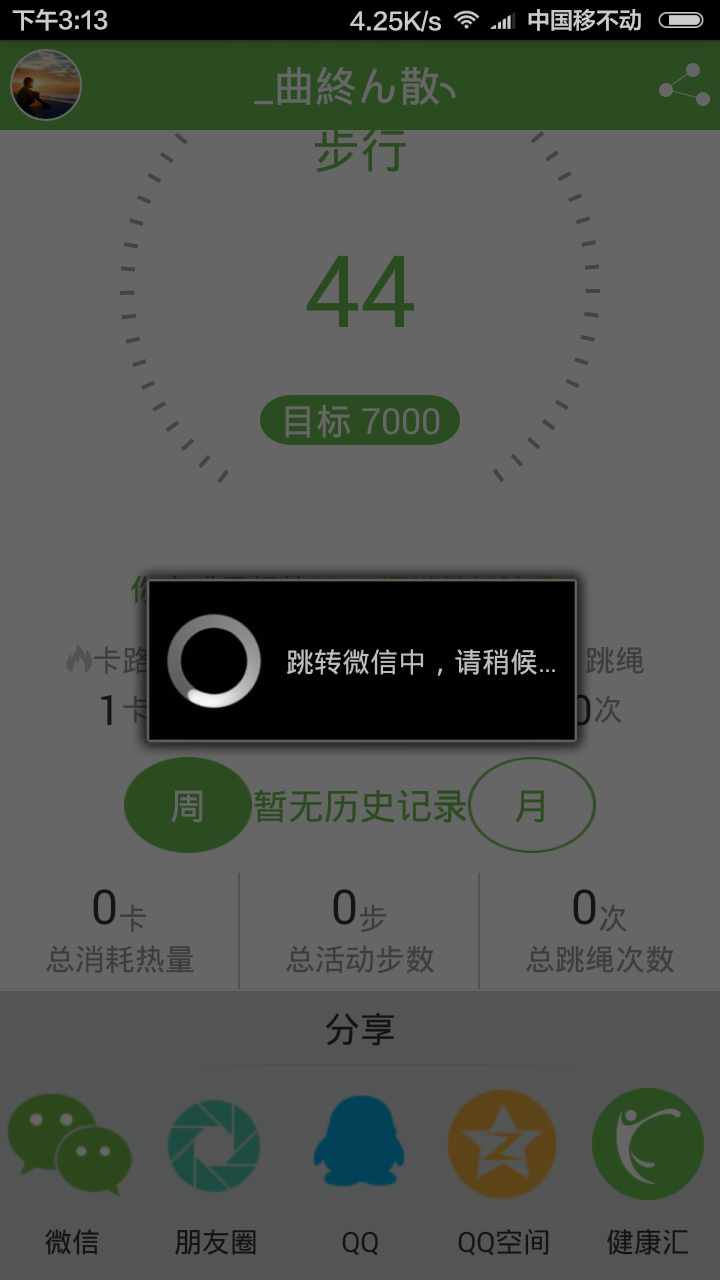 下午3:13 4.25K/s 中国移不动
_曲終ん散ヽ
步行
44
目标 7000
你
卡路 跳绳
跳转微信中，请稍候...
1卡 0次
周 暂无历史记录 月
0卡 0步 0次
总消耗热量 总活动步数 总跳绳次数
分享
微信 朋友圈 QQ QQ空间 健康汇